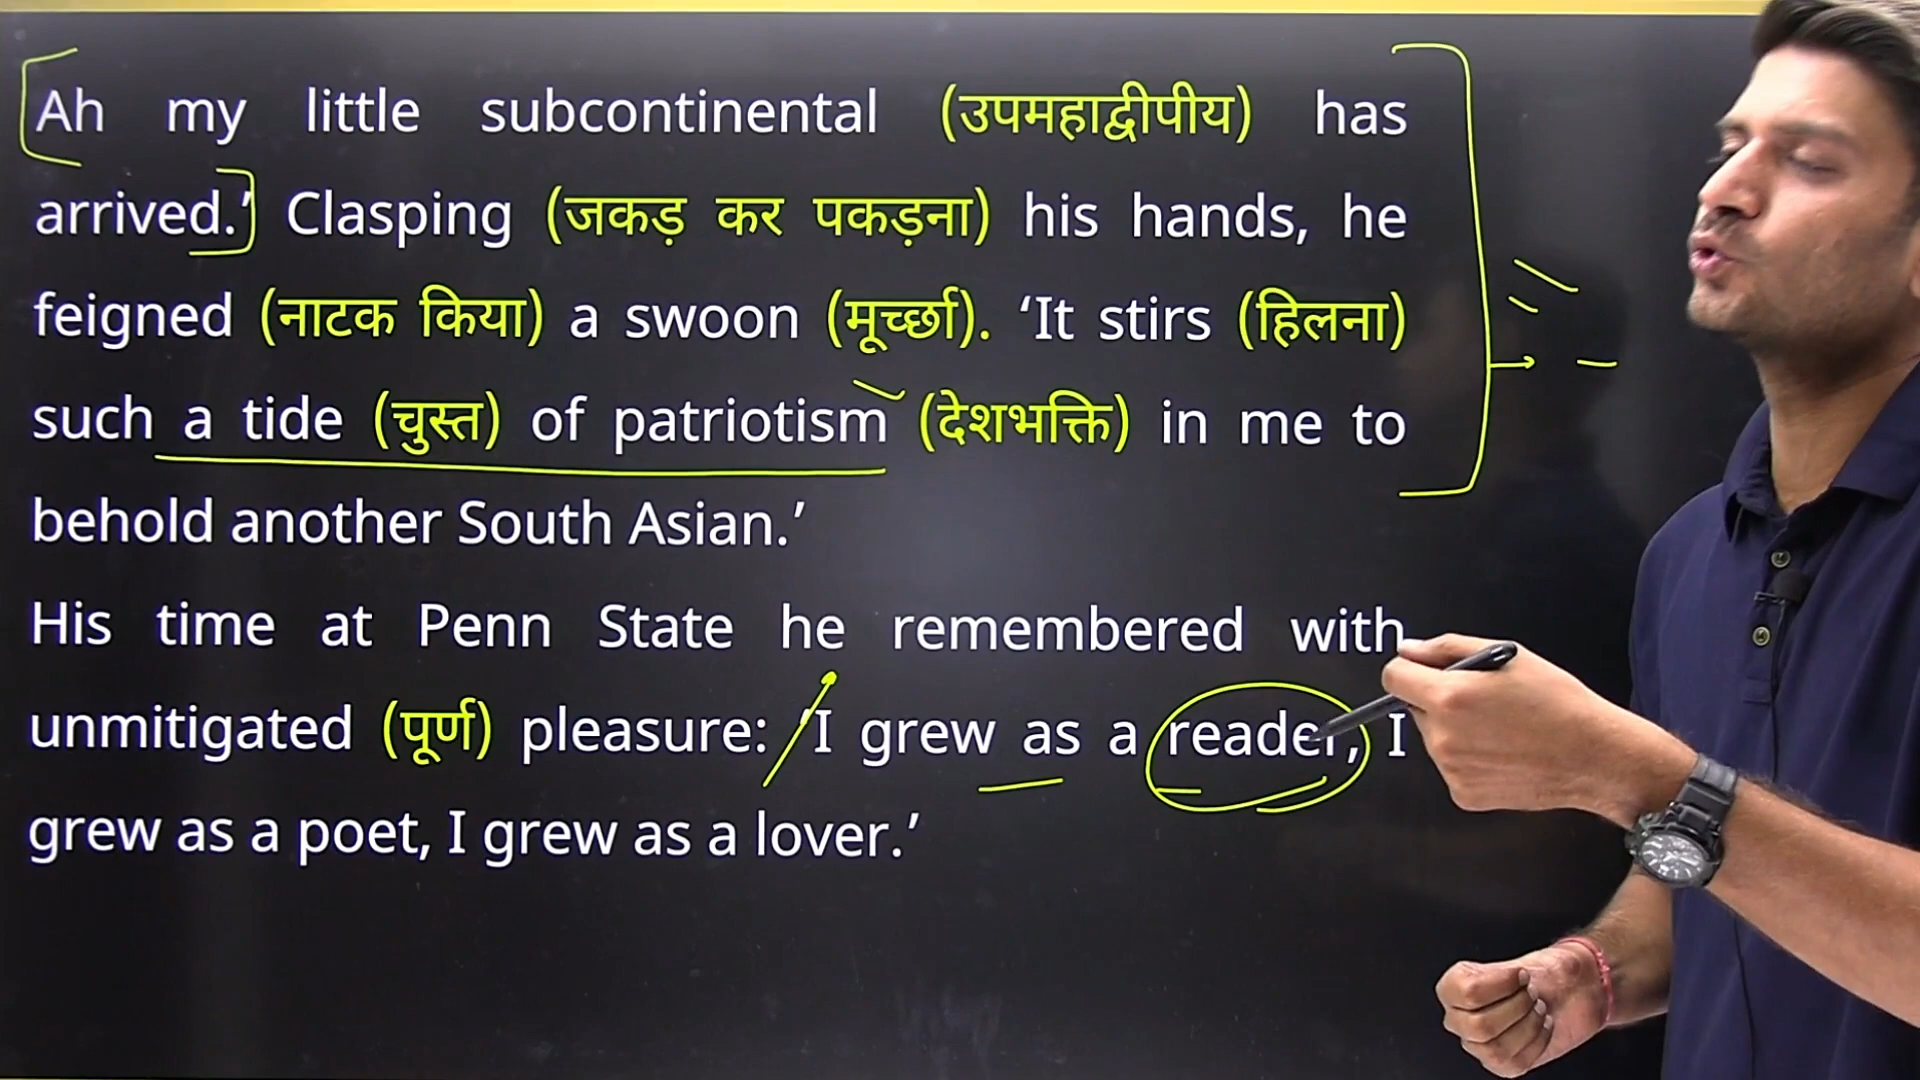 Ah my little subcontinental (उपमहाद्वीपीय) has
arrived.’ Clasping (जकड़ कर पकड़ना) his hands, he
feigned (नाटक किया) a swoon (मूर्च्छा). ‘It stirs (हिलना)
such a tide (चुस्त) of patriotism (देशभक्ति) in me to
behold another South Asian.’
His time at Penn State he remembered with
unmitigated (पूर्ण) pleasure: ‘I grew as a reader, I
grew as a poet, I grew as a lover.’